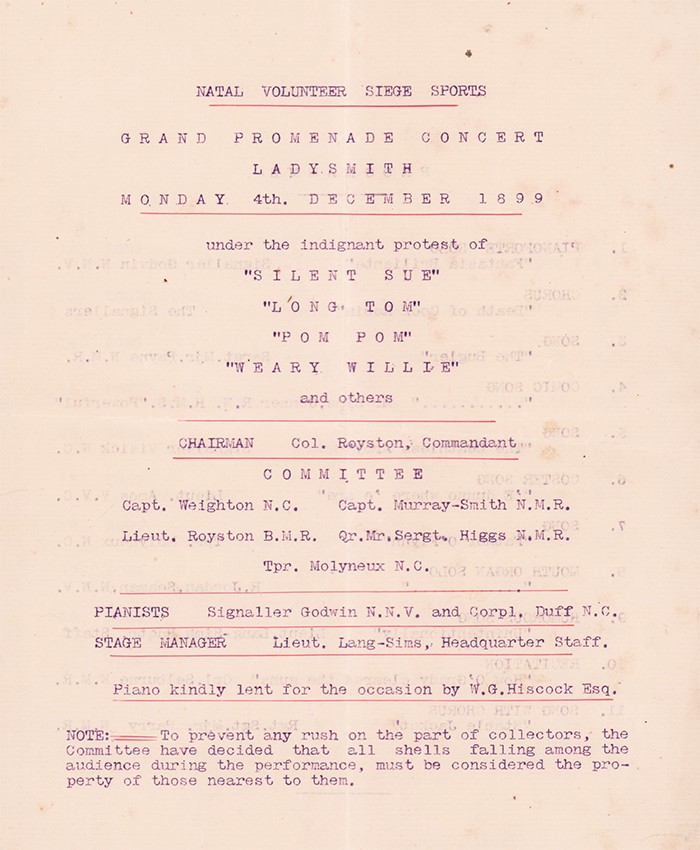 NATAL VOLUNTEER SIEGE SPORTS
GRAND PROMENADE CONCERT
LADYSMITH
MONDAY 4th. DECEMBER 1899
under the indignant protest of
"SILENT SUE"
"LONG TOM"
"POM POM"
"WEARY WILLIE"
and others
CHAIRMAN Col. Royston, Commandant
COMMITTEE
Capt. Weighton N.C. Capt. Murray-Smith N.M.R.
Lieut. Royston B.M.R. Qr.Mr.Sergt. Higgs N.M.R.
Tpr. Molyneux N.C.
PIANISTS Signaller Godwin N.N.V. and Corpl. Duff N.C.
STAGE MANAGER Lieut. Lang-Sims, Headquarter Staff.
Piano kindly lent for the occasion by W.G.Hiscock Esq.
NOTE:- To prevent any rush on the part of collectors, the
Committee have decided that all shells falling among the
audience during the performance, must be considered the pro-
perty of those nearest to them.